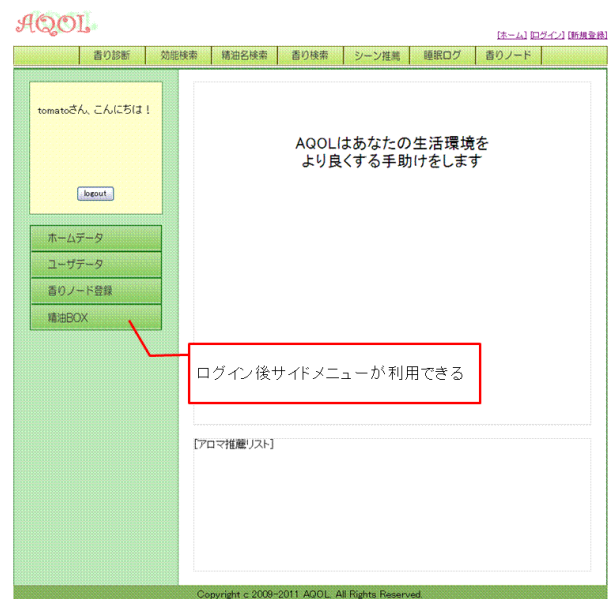 AQOL
[ホーム] [ログイン] [新規登録]
香り診断 効能検索 精油名検索 香り検索 シーン推薦 睡眠ログ 香りノード
tomatoさん、こんにちは！
logout
ホームデータ
ユーザデータ
香りノード登録
精油BOX
AQOLはあなたの生活環境を
より良くする手助けをします
ログイン後サイドメニューが利用できる
[アロマ推薦リスト]
Copyright c 2009-2011 AQOL. All Rights Reserved.